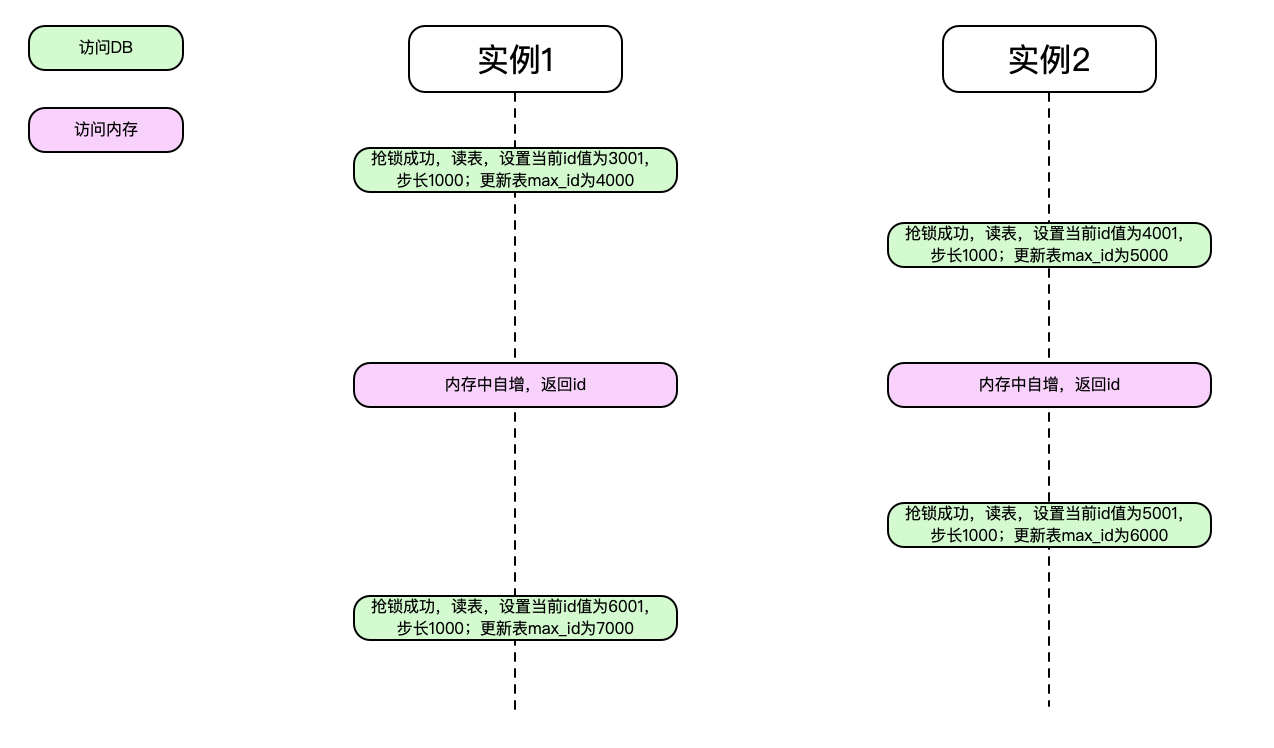 访问DB
访问内存
实例1
实例2
抢锁成功，读表，设置当前id值为3001，
步长1000；更新表max_id为4000
抢锁成功，读表，设置当前id值为4001，
步长1000；更新表max_id为5000
内存中自增，返回id
内存中自增，返回id
抢锁成功，读表，设置当前id值为5001，
步长1000；更新表max_id为6000
抢锁成功，读表，设置当前id值为6001，
步长1000；更新表max_id为7000